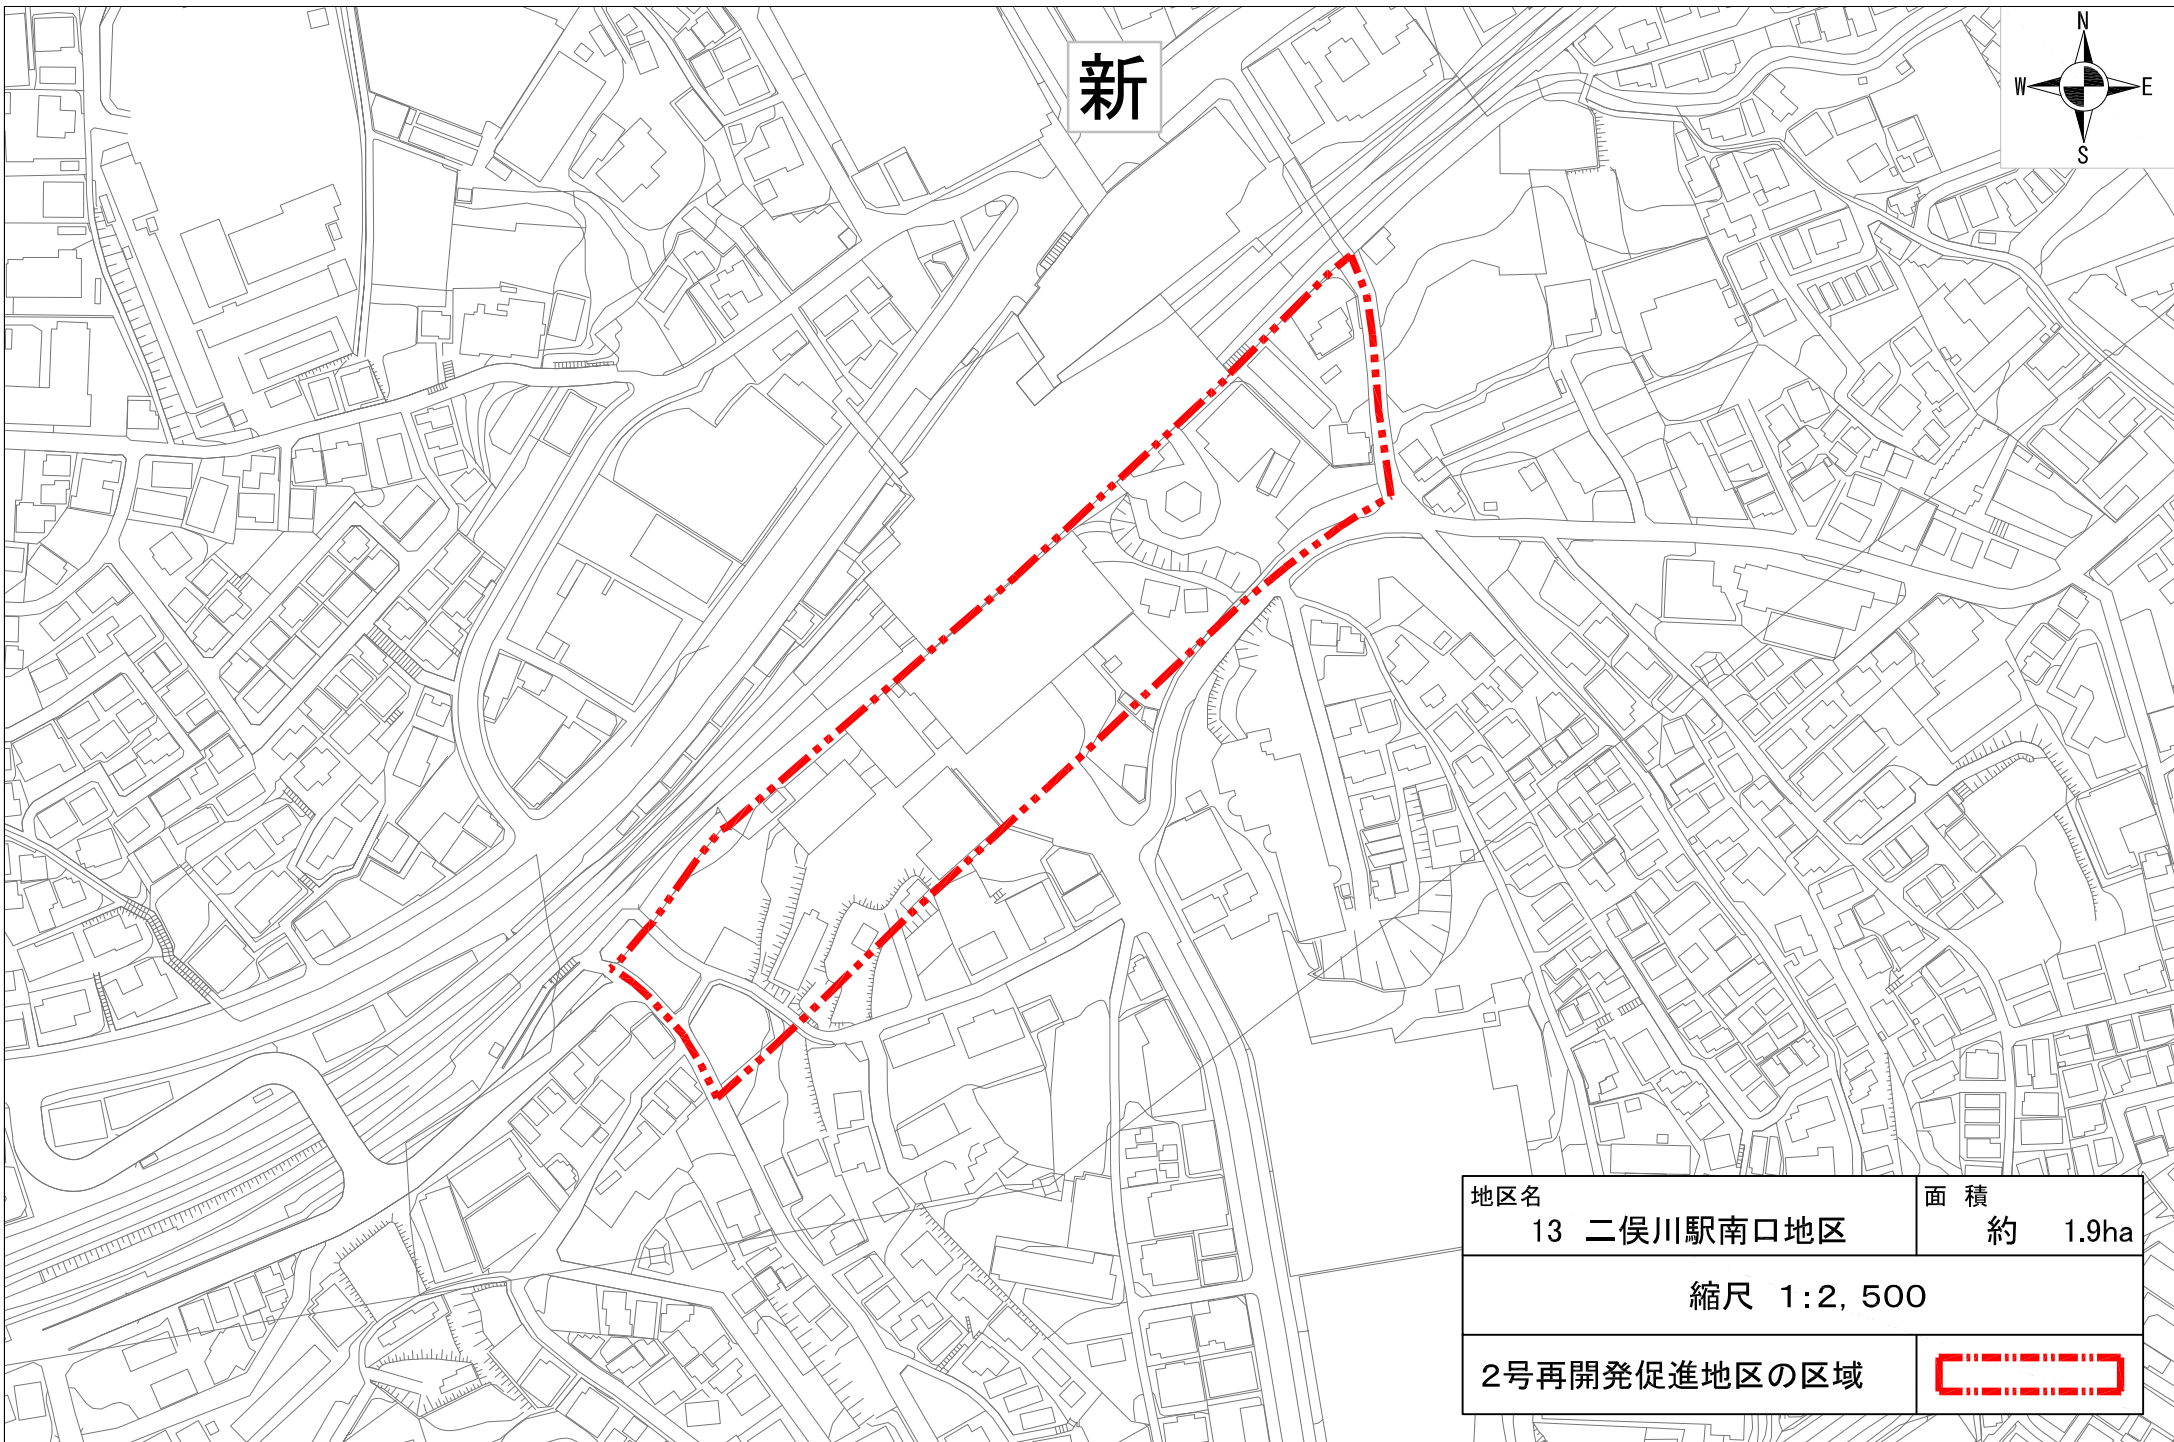 新
N
W E
S
地区名
13 二俣川駅南口地区
面 積
約 1.9ha
縮尺 1:2,500
2号再開発促進地区の区域